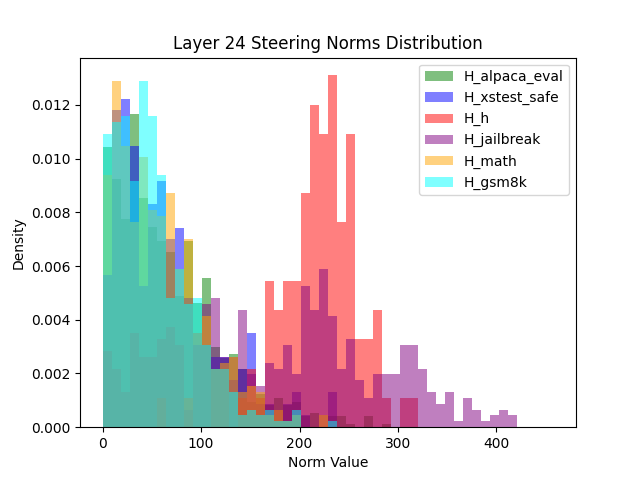 Layer 24 Steering Norms Distribution
H_alpaca_eval
H_xstest_safe
H_h
H_jailbreak
H_math
H_gsm8k
Density
0.012
0.010
0.008
0.006
0.004
0.002
0.000
0
100
200
300
400
Norm Value